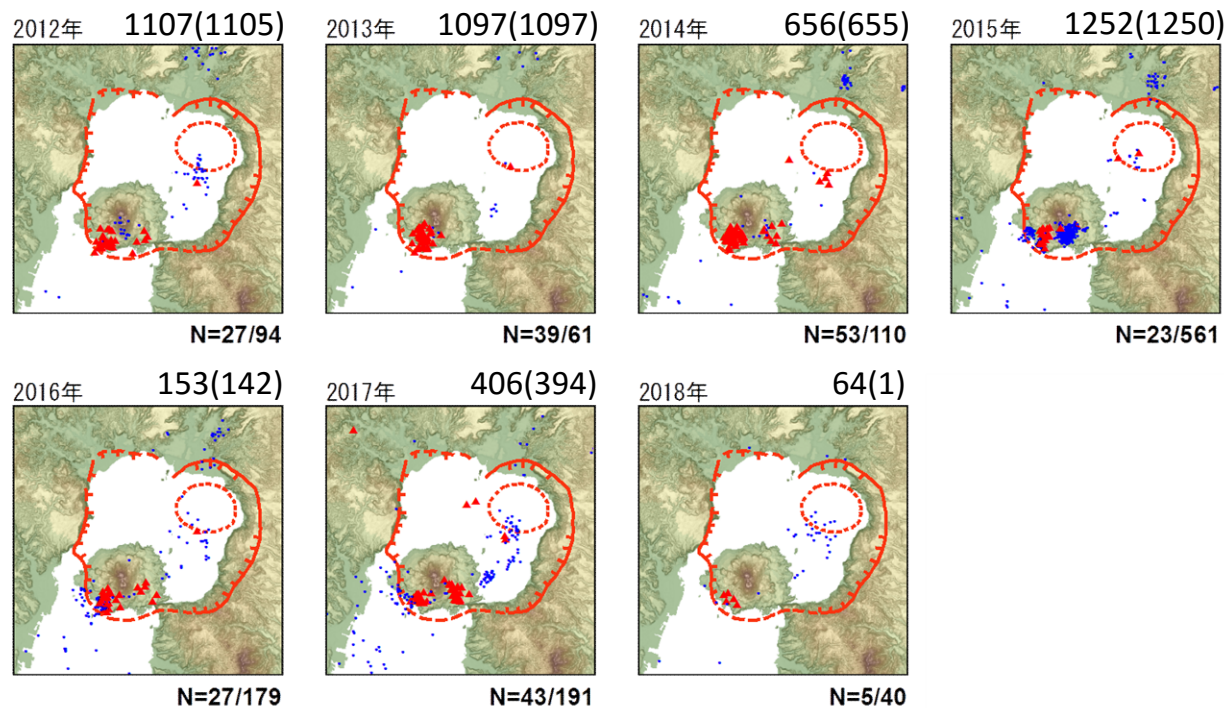 2012年 1107(1105)
2013年 1097(1097)
2014年 656(655)
2015年 1252(1250)
N=27/94
N=39/61
N=53/110
N=23/561
2016年 153(142)
2017年 406(394)
2018年 64(1)
N=27/179
N=43/191
N=5/40